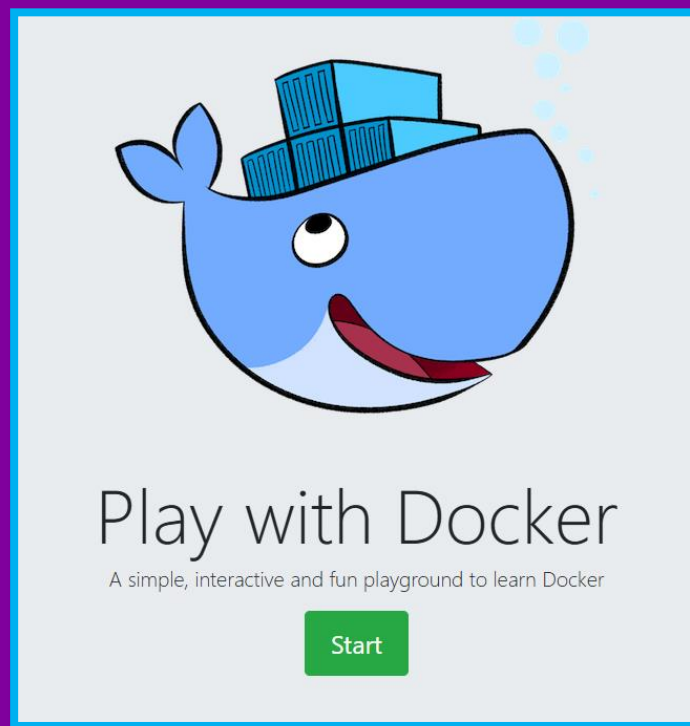 Play with Docker
A simple, interactive and fun playground to learn Docker
Start